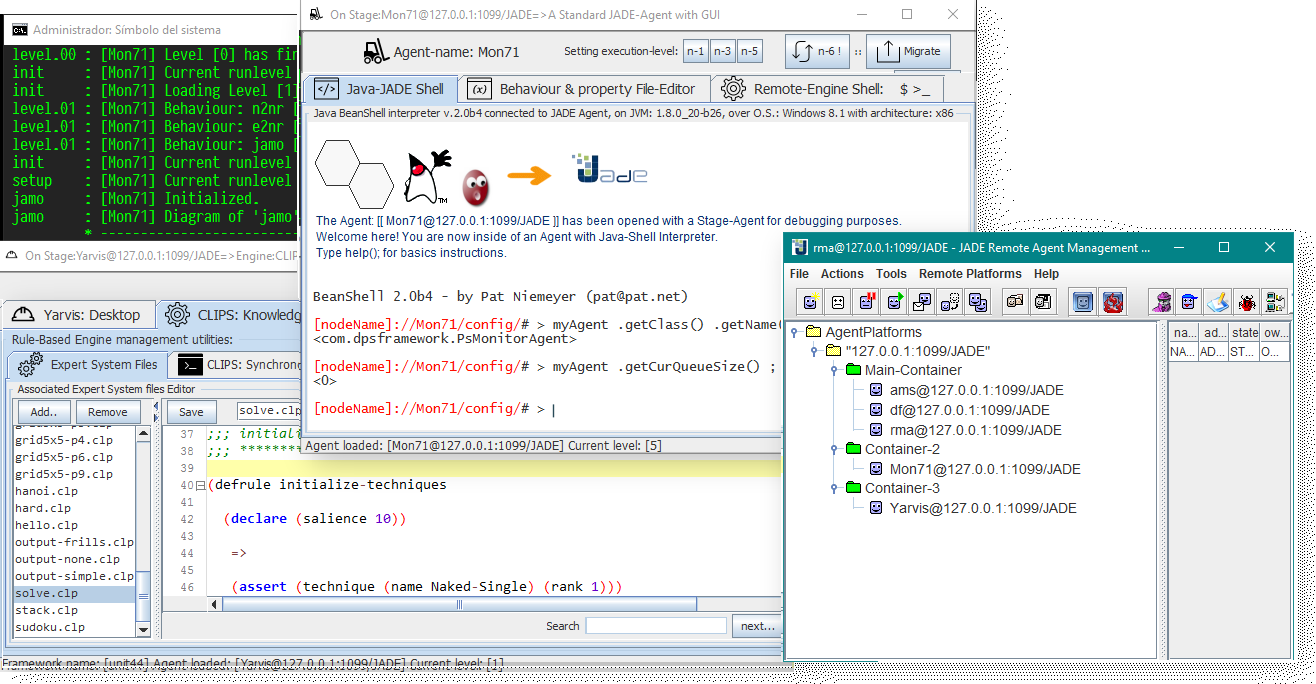 Administrador: Símbolo del sistema
level.00 : [Mon71] Level [0] has fin
init : [Mon71] Current runlevel
init : [Mon71] Loading Level [1]
level.01 : [Mon71] Behaviour: n2nr [
level.01 : [Mon71] Behaviour: e2nr [
level.01 : [Mon71] Behaviour: jamo [
init : [Mon71] Current runlevel
setup : [Mon71] Current runlevel
jamo : [Mon71] Initialized.
jamo : [Mon71] Diagram of 'jamo'
* ----------------------
On Stage:Mon71@127.0.0.1:1099/JADE=>A Standard JADE-Agent with GUI
Agent-name: Mon71
Setting execution-level:
n-1
n-3
n-5
n-6 !
::
Migrate
</> Java-JADE Shell
(x) Behaviour & property File-Editor
Remote-Engine Shell: $ >_
Java BeanShell interpreter v.2.0b4 connected to JADE Agent, on JVM: 1.8.0_20-b26, over O.S.: Windows 8.1 with architecture: x86
TM
Jade
The Agent: [[ Mon71@127.0.0.1:1099/JADE ]] has been opened with a Stage-Agent for debugging purposes.
Welcome here! You are now inside of an Agent with Java-Shell Interpreter.
Type help(); for basics instructions.
BeanShell 2.0b4 - by Pat Niemeyer (pat@pat.net)
[nodeName]://Mon71/config/# > myAgent .getClass() .getName(
<com.dpsframework.PsMonitorAgent>
[nodeName]://Mon71/config/# > myAgent .getCurQueueSize() ;
<0>
[nodeName]://Mon71/config/# >
Agent loaded: [Mon71@127.0.0.1:1099/JADE] Current level: [5]
On Stage:Yarvis@127.0.0.1:1099/JADE=>Engine:CLIP
Yarvis: Desktop
CLIPS: Knowledg
Rule-Based Engine management utilities:
Expert System Files
CLIPS: Synchron
Associated Expert System files Editor
Add..
Remove
Save
solve.clp
grid5x5-p4.clp
grid5x5-p6.clp
grid5x5-p9.clp
hanoi.clp
hard.clp
hello.clp
output-frills.clp
output-none.clp
output-simple.clp
solve.clp
stack.clp
sudoku.clp
37 ;;; initiali
38 ;;; ********
39
40 (defrule initialize-techniques
41
42 (declare (salience 10))
43
44 =>
45
46 (assert (technique (name Naked-Single) (rank 1)))
Search
next...
Framework name: [unit44] Agent loaded: [Yarvis@127.0.0.1:1099/JADE] Current level: [1]
rma@127.0.0.1:1099/JADE - JADE Remote Agent Management ...
File Actions Tools Remote Platforms Help
AgentPlatforms
"127.0.0.1:1099/JADE"
Main-Container
ams@127.0.0.1:1099/JADE
df@127.0.0.1:1099/JADE
rma@127.0.0.1:1099/JADE
Container-2
Mon71@127.0.0.1:1099/JADE
Container-3
Yarvis@127.0.0.1:1099/JADE
na... ad... state ow...
NA... AD... ST... O...